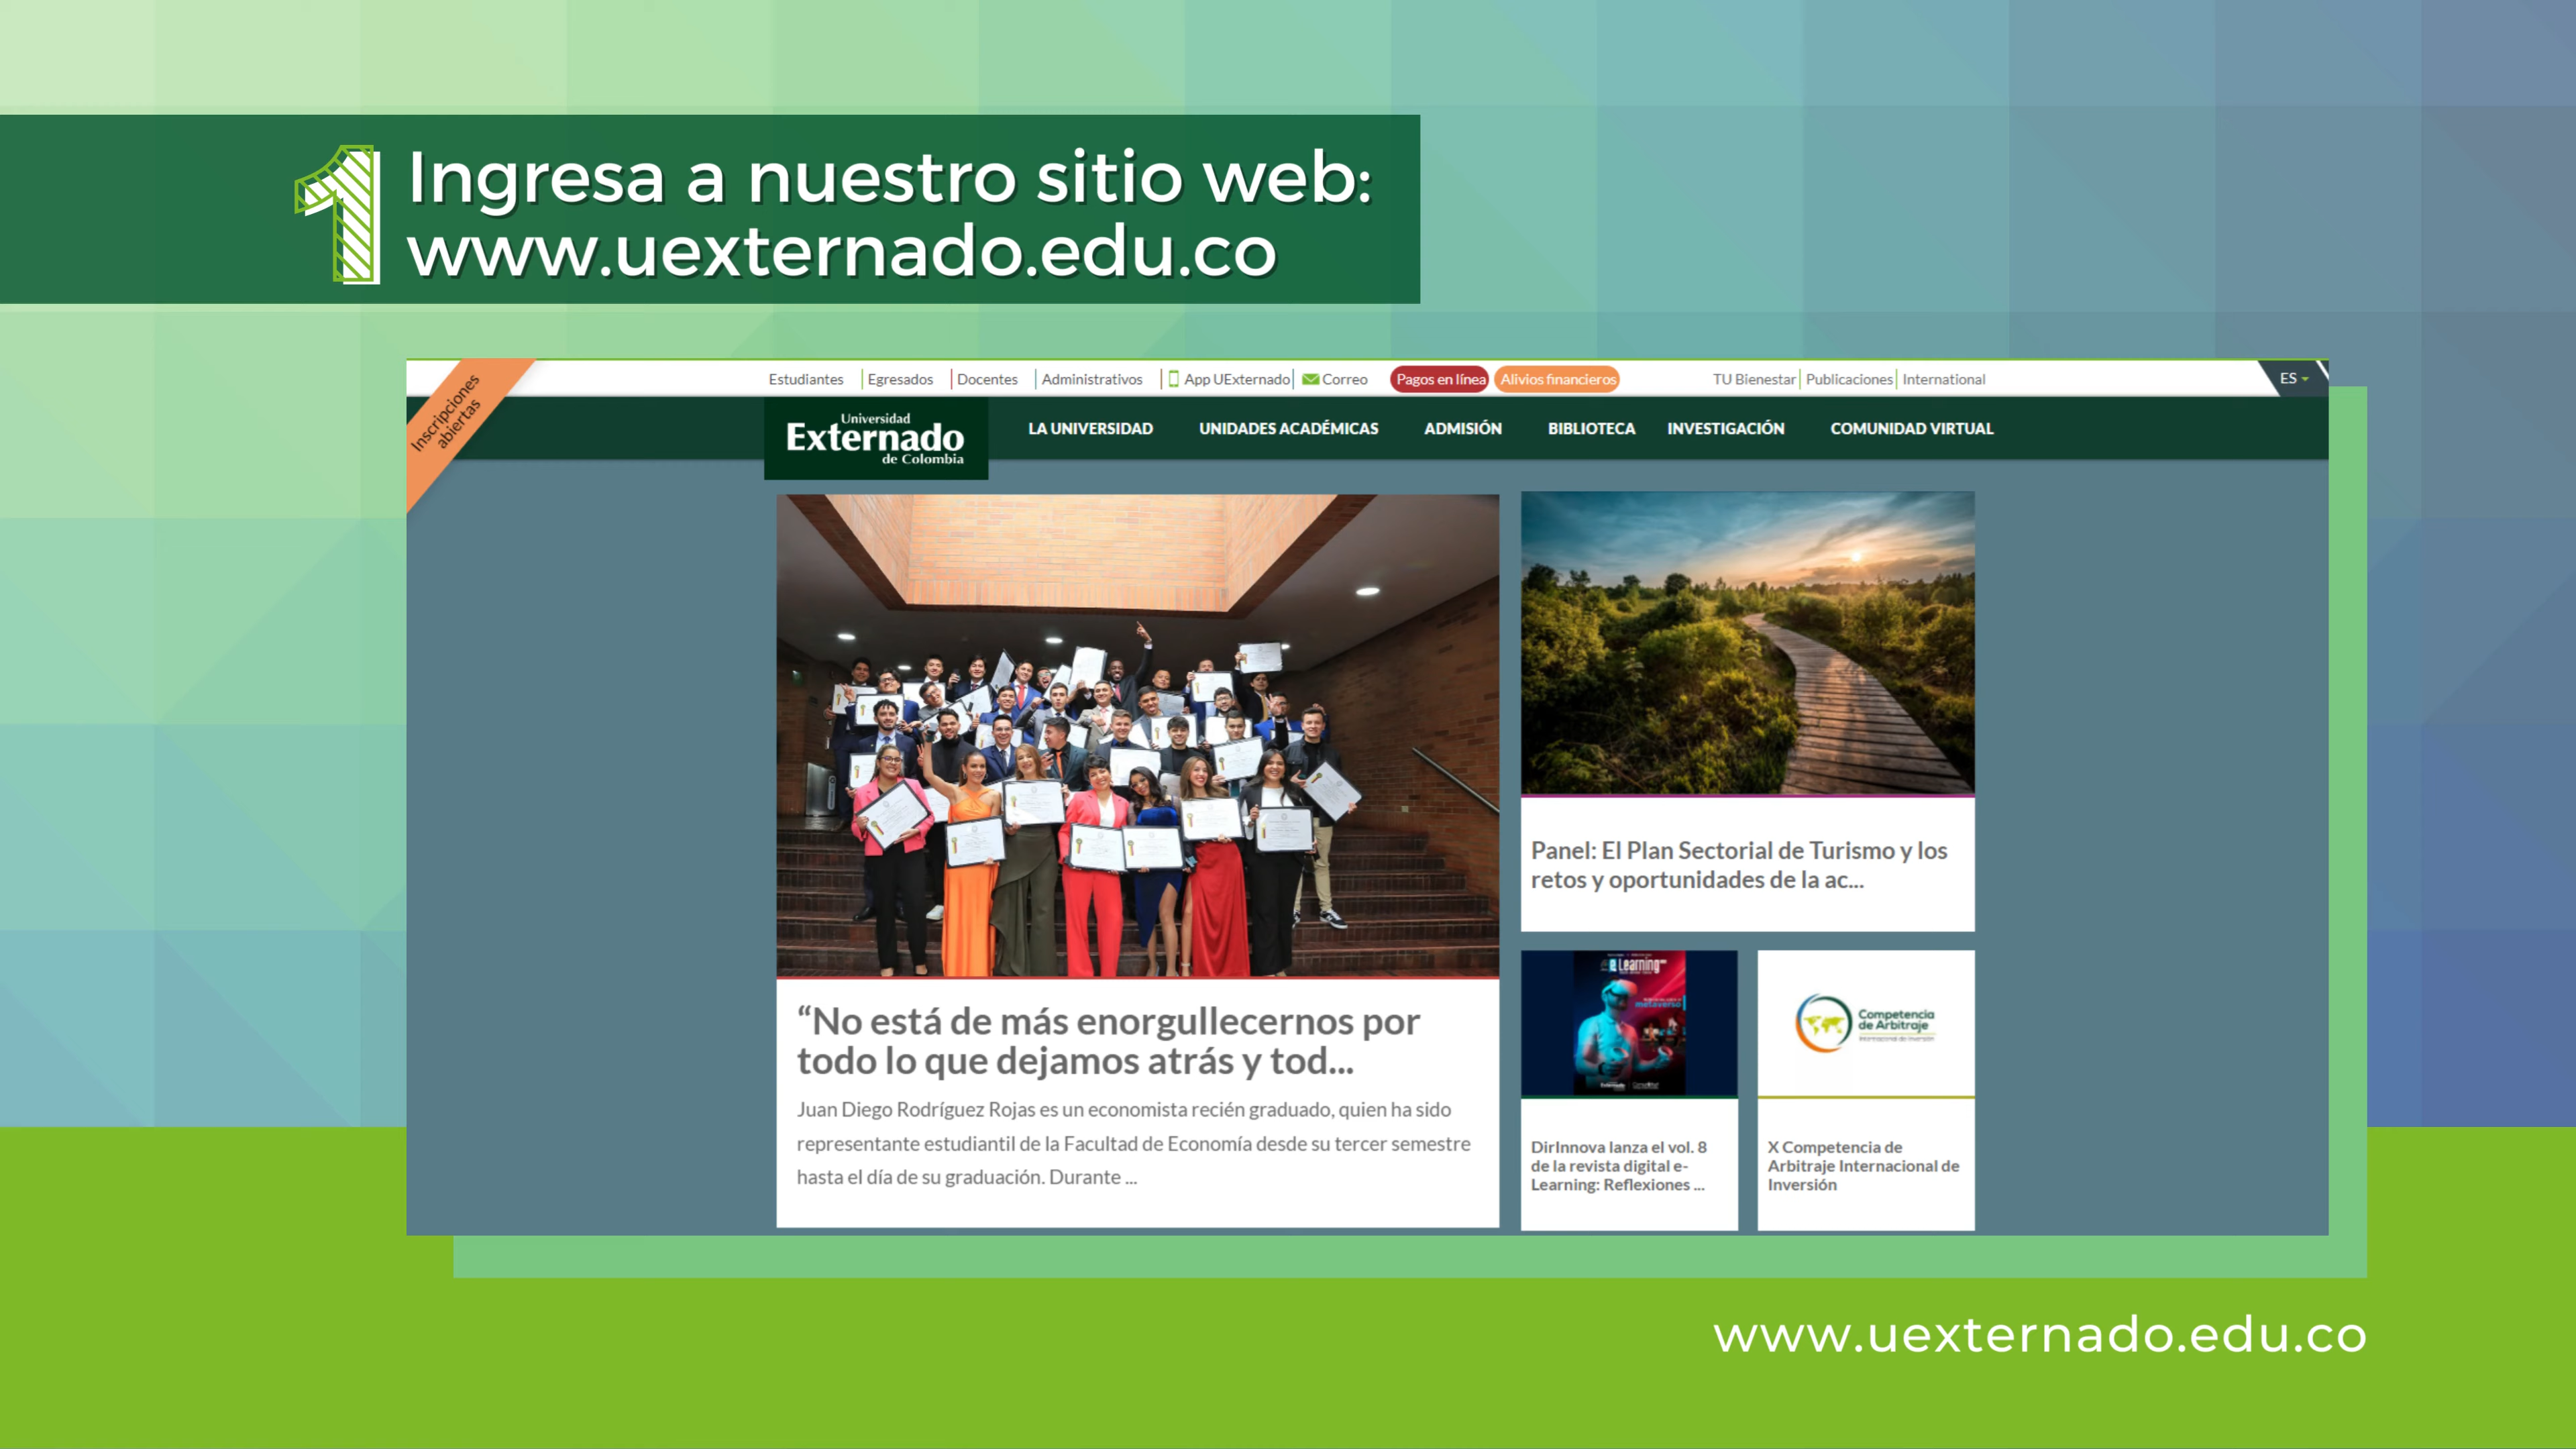 1
Ingresa a nuestro sitio web:
www.uexternado.edu.co
Inscripciones
abiertas
Estudiantes
Egresados
Docentes
Administrativos
App UExternado
Correo
Pagos en línea
Alivios financieros
TU Bienestar
Publicaciones
International
ES
Universidad
Externado
de Colombia
LA UNIVERSIDAD
UNIDADES ACADÉMICAS
ADMISIÓN
BIBLIOTECA
INVESTIGACIÓN
COMUNIDAD VIRTUAL
“No está de más enorgullecernos por
todo lo que dejamos atrás y tod...
Juan Diego Rodríguez Rojas es un economista recién graduado, quien ha sido
representante estudiantil de la Facultad de Economía desde su tercer semestre
hasta el día de su graduación. Durante ...
Panel: El Plan Sectorial de Turismo y los
retos y oportunidades de la ac...
e Learning
metaverso
Externado
DirInnova lanza el vol. 8
de la revista digital e-
Learning: Reflexiones ...
Competencia
de Arbitraje
Internacional de Inversión
X Competencia de
Arbitraje Internacional de
Inversión
www.uexternado.edu.co